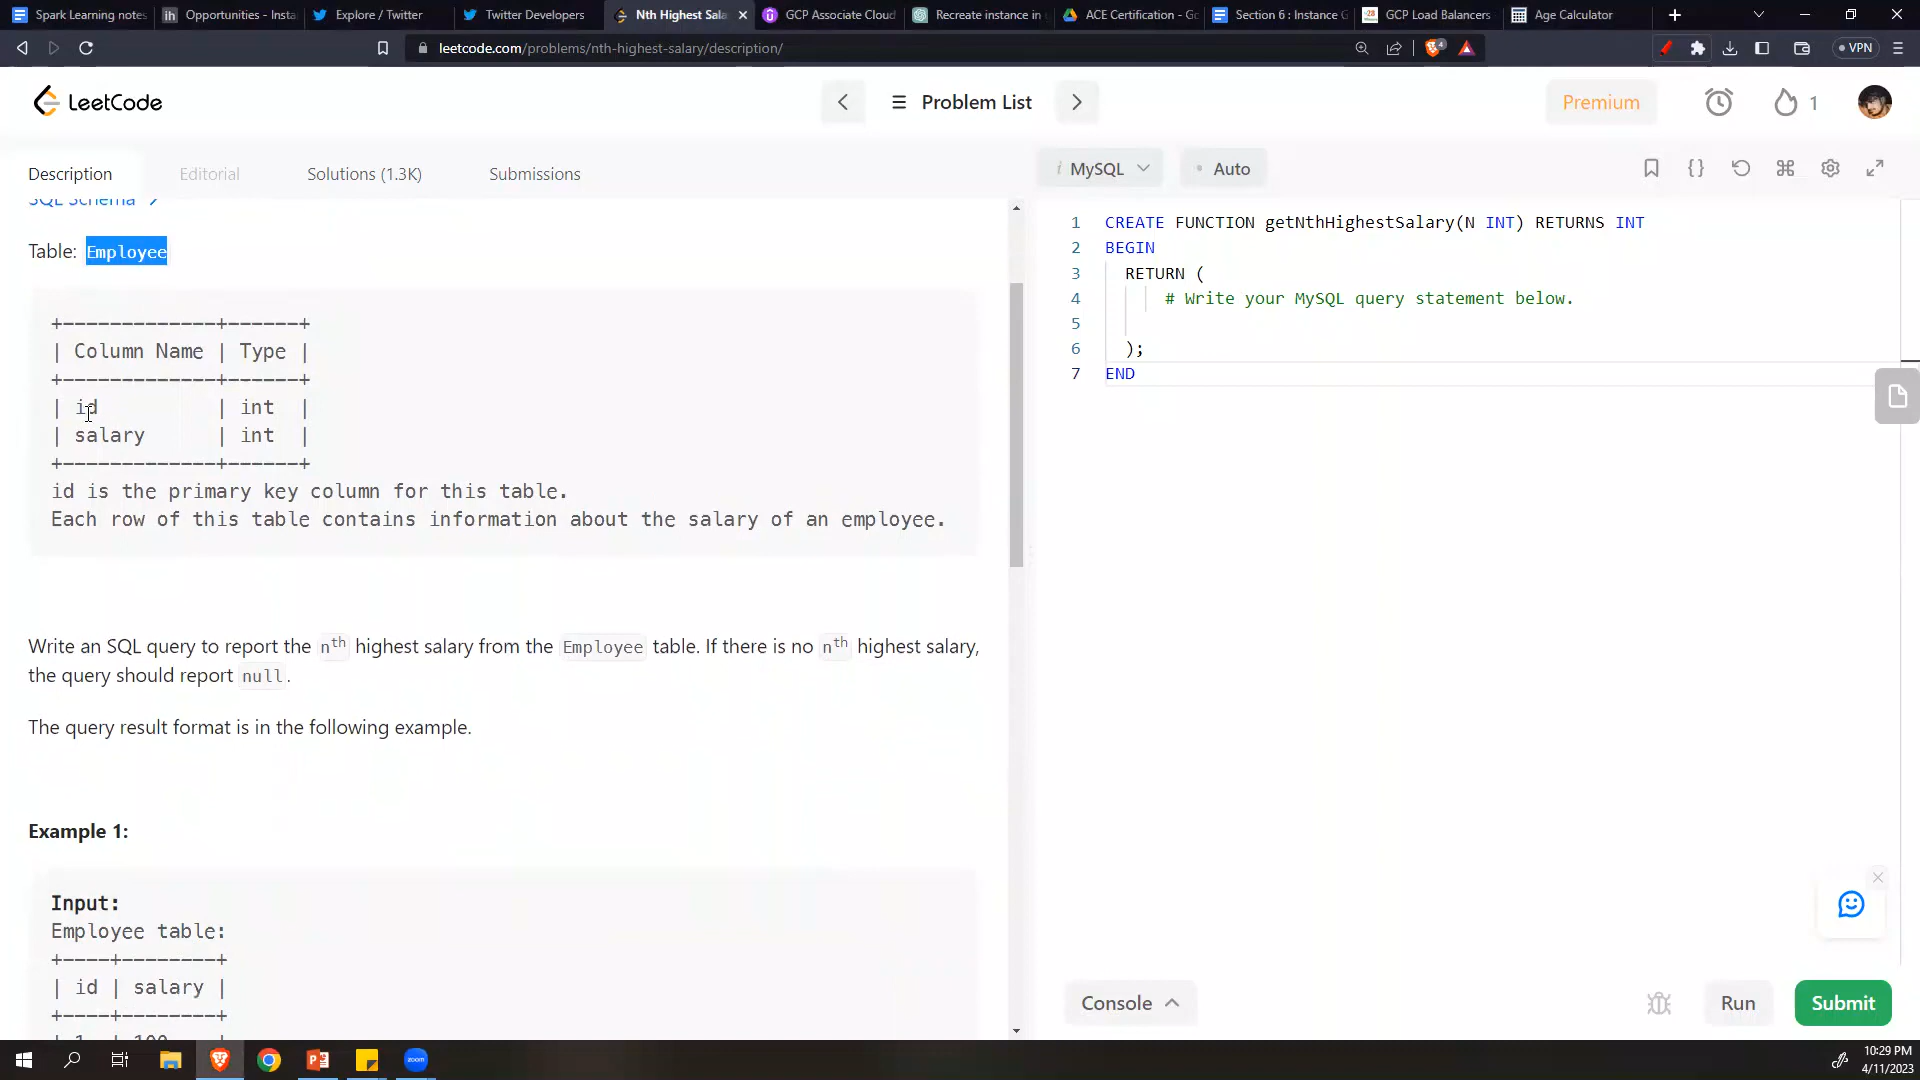 Spark Learning notes
Opportunities - Insta
Explore / Twitter
Twitter Developers
Nth Highest Sala
GCP Associate Cloud
Recreate instance in
ACE Certification - Go
Section 6 : Instance G
GCP Load Balancers
Age Calculator
leetcode.com/problems/nth-highest-salary/description/
4
VPN
LeetCode
Problem List
Premium
1
Description
Editorial
Solutions (1.3K)
Submissions
MySQL
Auto
SQL Schema >
Table: Employee
+-------------+------+
| Column Name | Type |
+-------------+------+
| id          | int  |
| salary      | int  |
+-------------+------+
id is the primary key column for this table.
Each row of this table contains information about the salary of an employee.
Write an SQL query to report the nth highest salary from the Employee table. If there is no nth highest salary,
the query should report null.
The query result format is in the following example.
Example 1:
Input:
Employee table:
+----+--------+
| id | salary |
+----+--------+
| 1  | 100
1 CREATE FUNCTION getNthHighestSalary(N INT) RETURNS INT
2 BEGIN
3 RETURN (
4 # Write your MySQL query statement below.
5
6 );
7 END
Console
Run
Submit
zoom
10:29 PM
4/11/2023